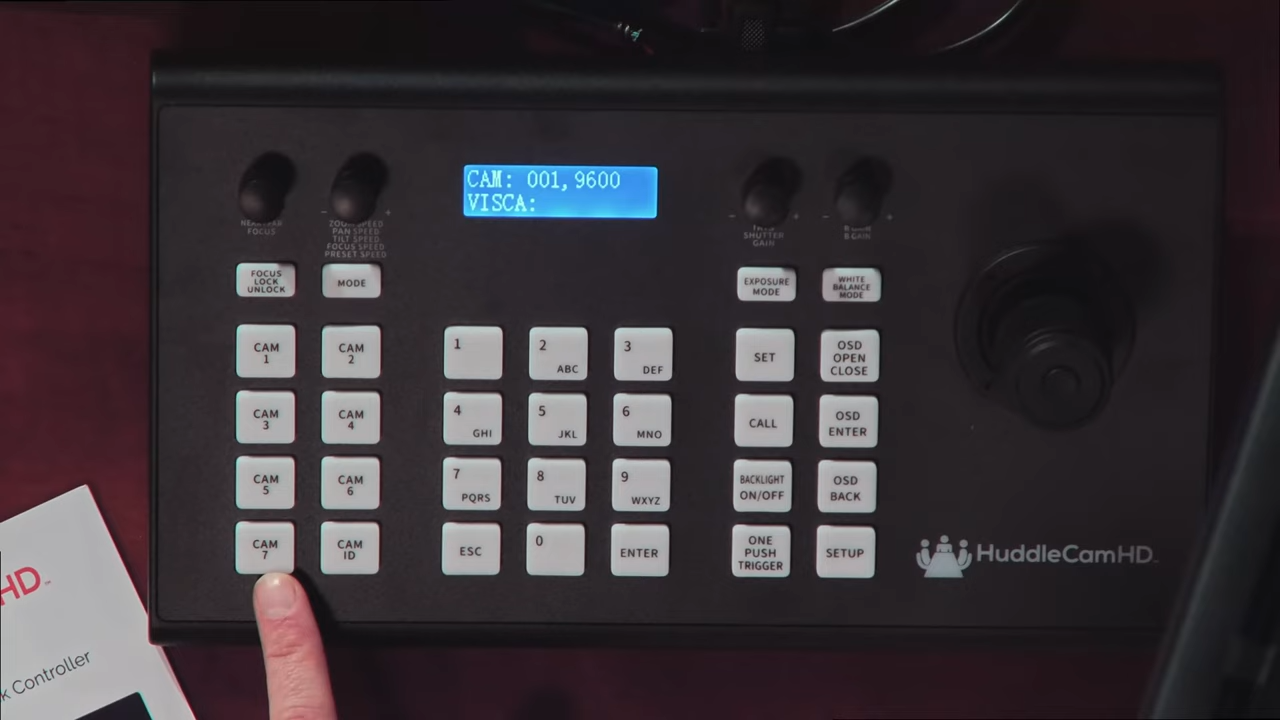 CAM: 001,9600
VISCA:
FOCUS
ZOOM SPEED
PAN SPEED
TILT SPEED
FOCUS SPEED
PRESET SPEED
- +
SHUTTER
GAIN
- +
B GAIN
- +
FOCUS
LOCK
UNLOCK
MODE
EXPOSURE
MODE
WHITE
BALANCE
MODE
CAM
1
CAM
2
1
2
ABC
3
DEF
SET
OSD
OPEN
CLOSE
CAM
3
CAM
4
4
GHI
5
JKL
6
MNO
CALL
OSD
ENTER
CAM
5
CAM
6
7
PQRS
8
TUV
9
WXYZ
BACKLIGHT
ON/OFF
OSD
BACK
CAM
7
CAM
ID
ESC
0
ENTER
ONE
PUSH
TRIGGER
SETUP
HuddleCamHD™
HD™
k Controller